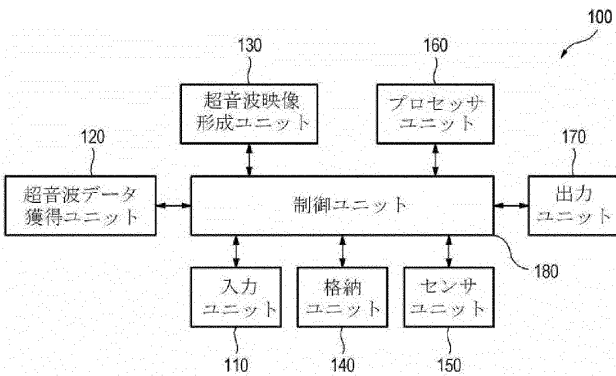 100
130
160
超音波映像
形成ユニット
プロセッサ
ユニット
120
170
超音波データ
獲得ユニット
制御ユニット
出力
ユニット
180
入力
ユニット
格納
ユニット
センサ
ユニット
110
140
150